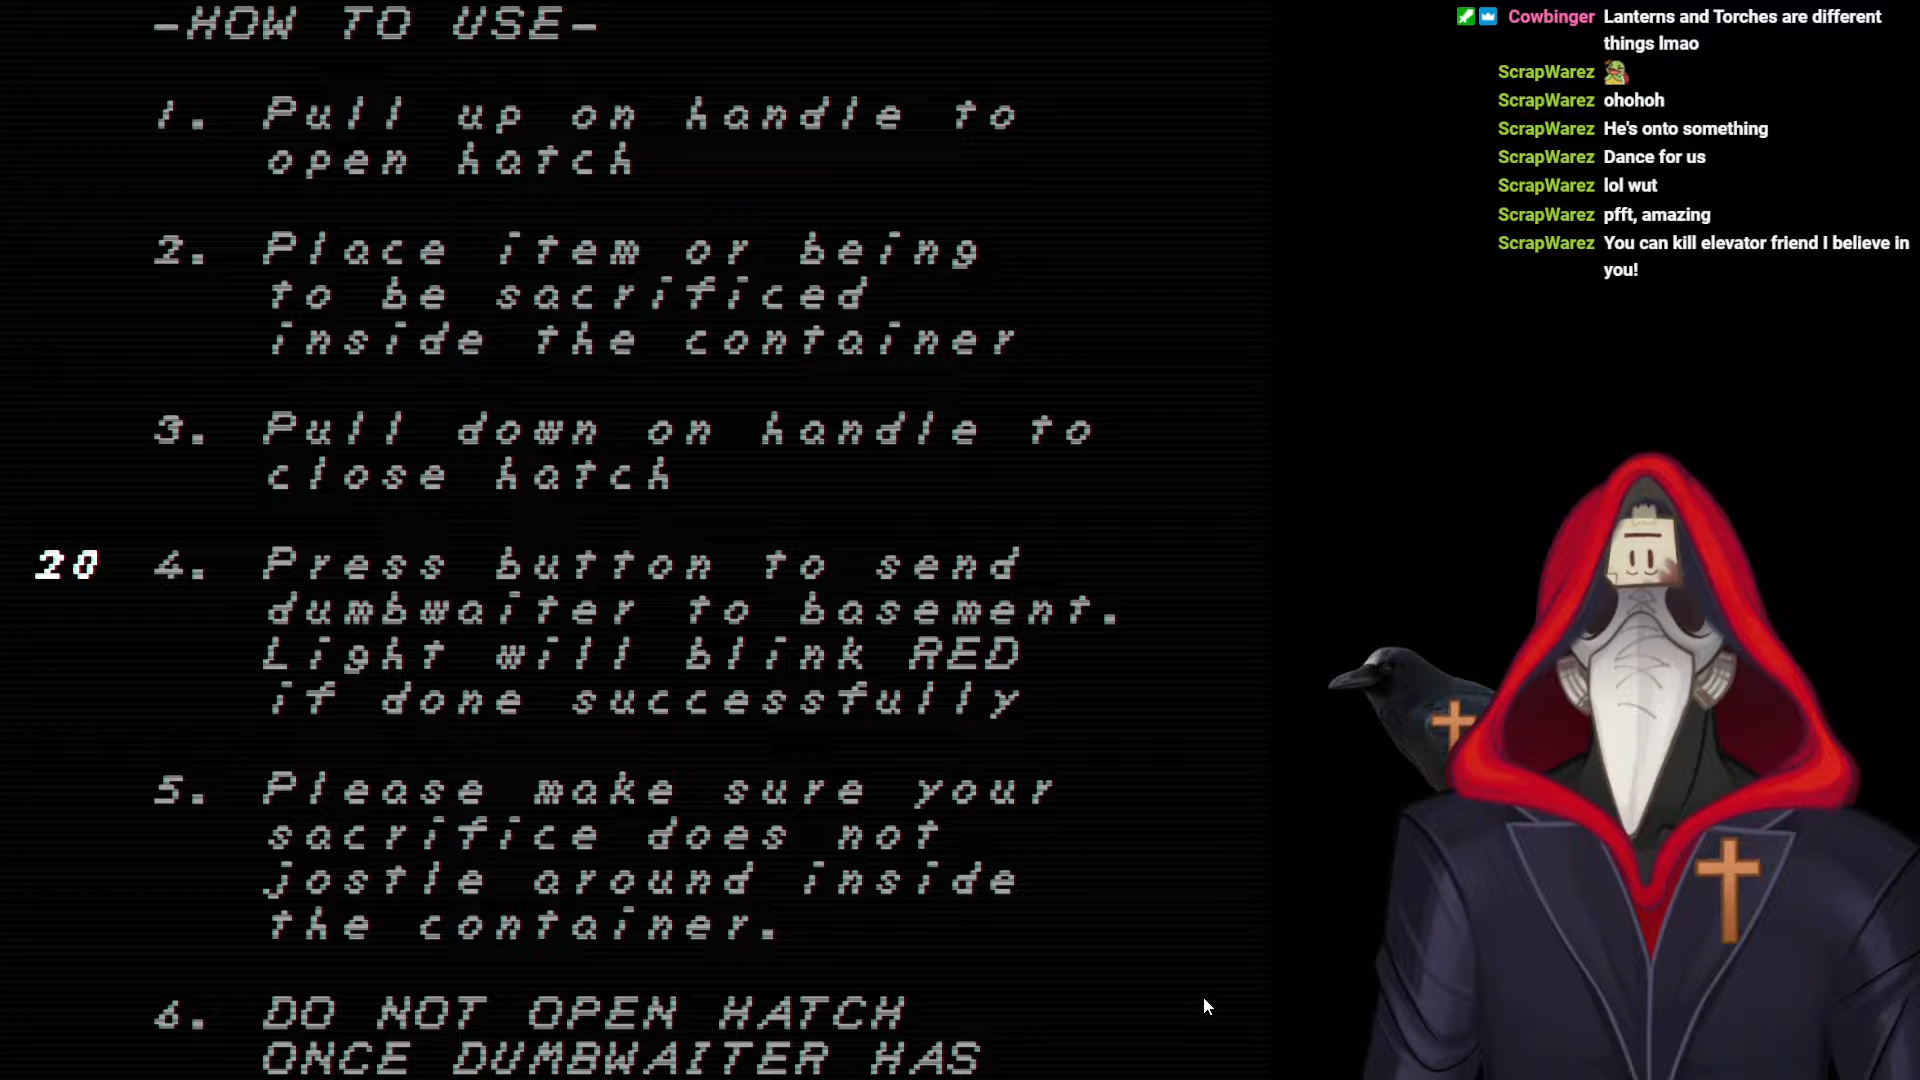 -HOW TO USE-
1. Pull up on handle to
open hatch
2. Place item or being
to be sacrificed
inside the container
3. Pull down on handle to
close hatch
20 4. Press button to send
dumbwaiter to basement.
Light will blink RED
if done successfully
5. Please make sure your
sacrifice does not
jostle around inside
the container.
6. DO NOT OPEN HATCH
ONCE DUMBWAITER HAS
Cowbinger Lanterns and Torches are different
things lmao
ScrapWarez
ScrapWarez ohohoh
ScrapWarez He's onto something
ScrapWarez Dance for us
ScrapWarez lol wut
ScrapWarez pfft, amazing
ScrapWarez You can kill elevator friend I believe in
you!